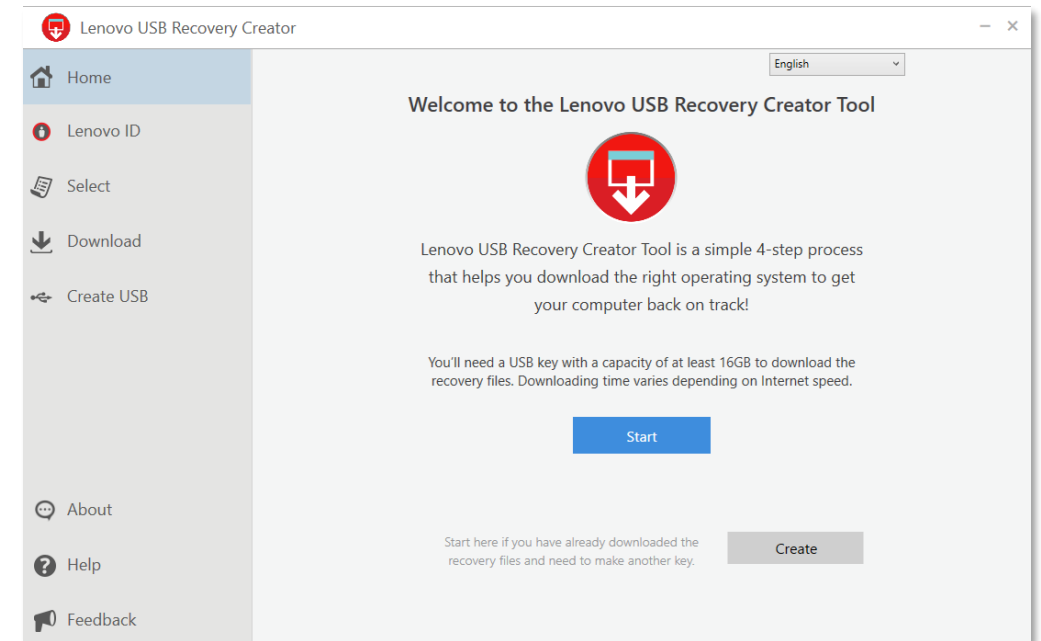 Lenovo USB Recovery Creator
Home
Lenovo ID
Select
Download
Create USB
About
Help
Feedback
English
Welcome to the Lenovo USB Recovery Creator Tool
Lenovo USB Recovery Creator Tool is a simple 4-step process
that helps you download the right operating system to get
your computer back on track!
You'll need a USB key with a capacity of at least 16GB to download the
recovery files. Downloading time varies depending on Internet speed.
Start
Start here if you have already downloaded the
recovery files and need to make another key.
Create